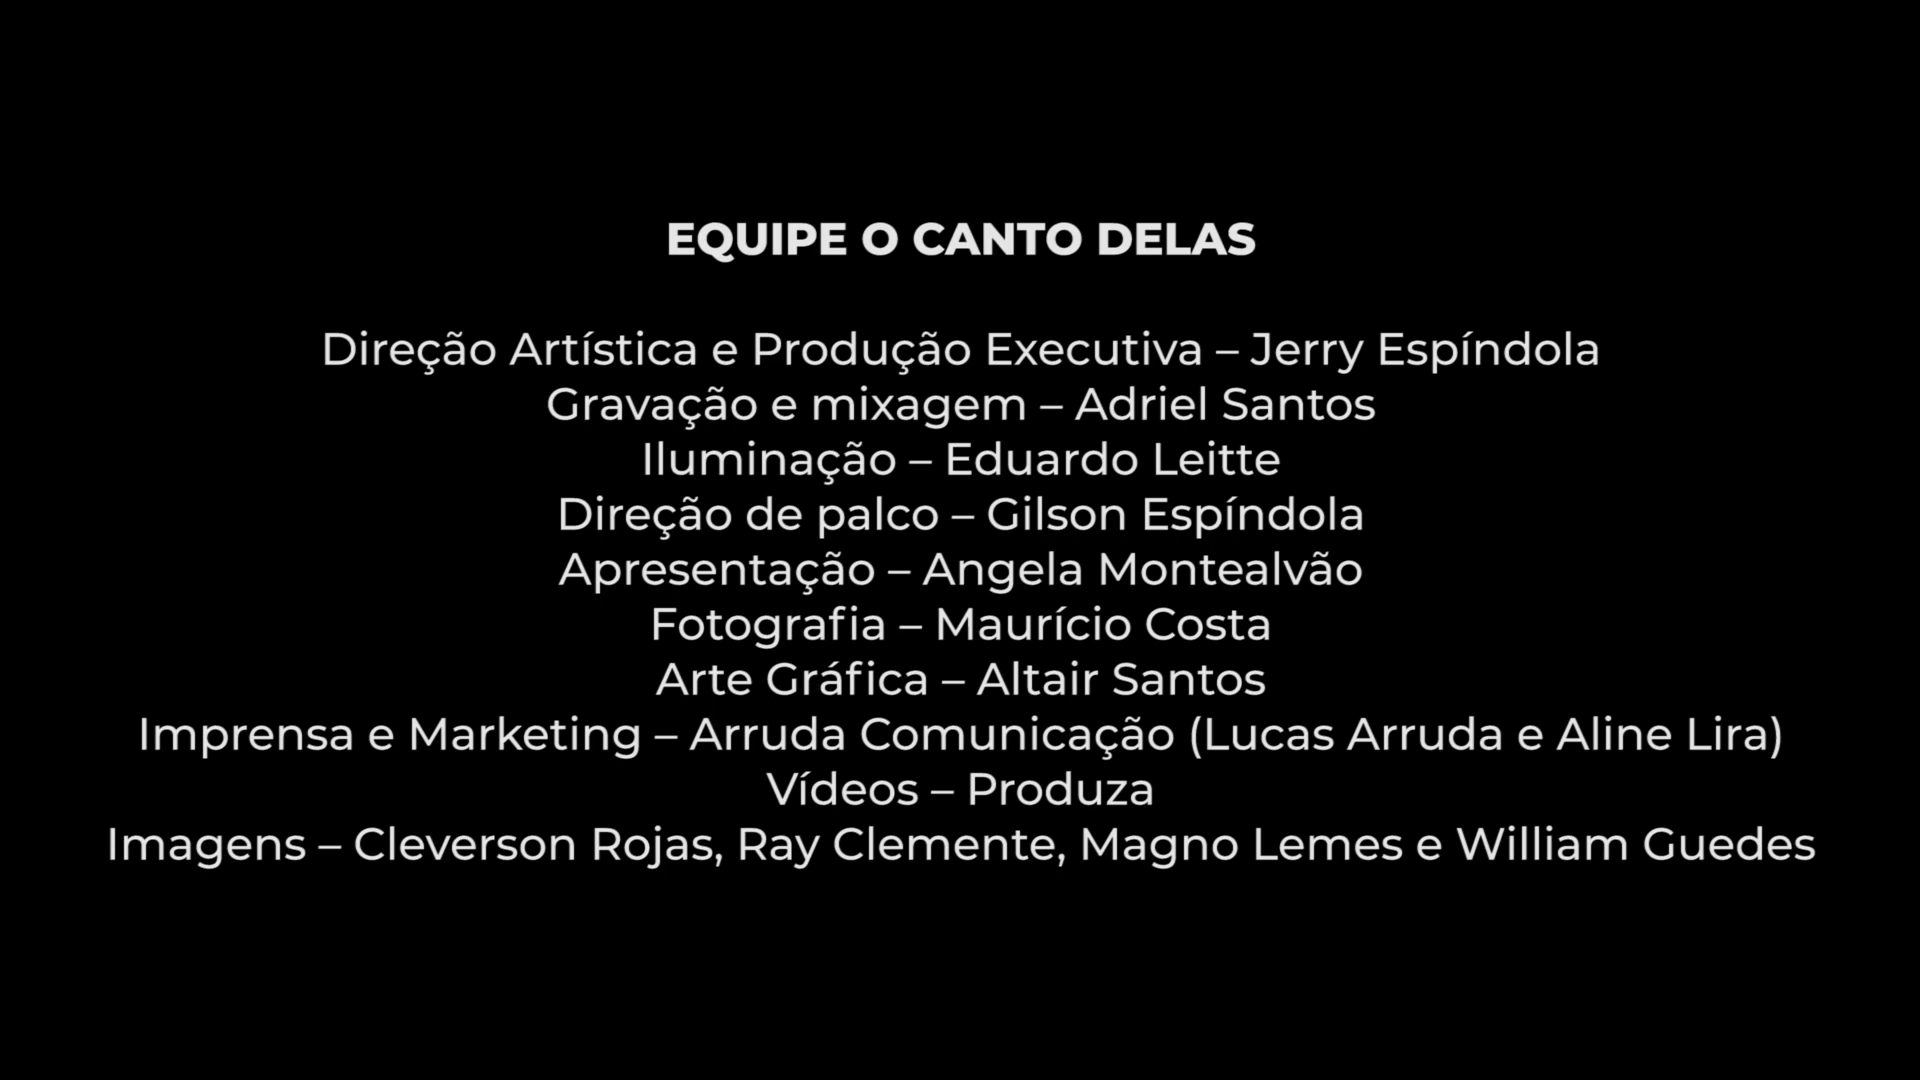 EQUIPE O CANTO DELAS
Direção Artística e Produção Executiva – Jerry Espíndola
Gravação e mixagem – Adriel Santos
Iluminação – Eduardo Leitte
Direção de palco – Gilson Espíndola
Apresentação – Angela Montealvão
Fotografia – Maurício Costa
Arte Gráfica – Altair Santos
Imprensa e Marketing – Arruda Comunicação (Lucas Arruda e Aline Lira)
Vídeos – Produza
Imagens – Cleverson Rojas, Ray Clemente, Magno Lemes e William Guedes